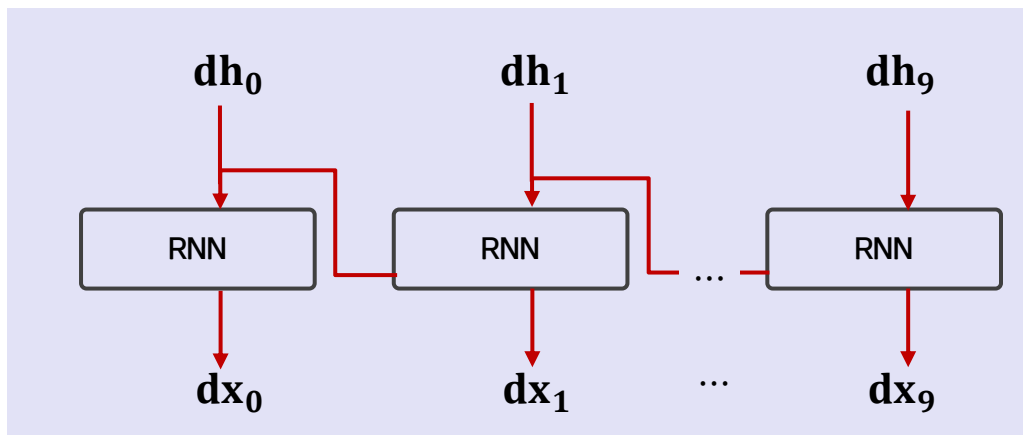 dh₀ dh₁ dh₉
RNN RNN RNN
...
dx₀ dx₁ ... dx₉